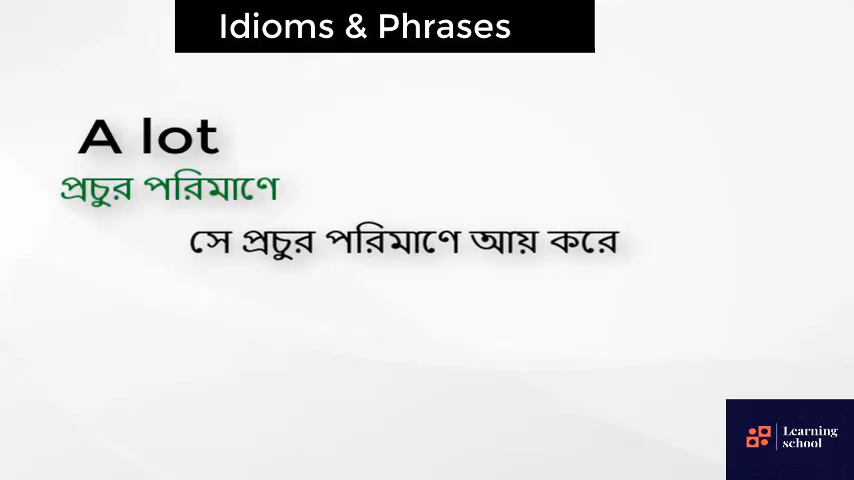 Idioms & Phrases
A lot
প্রচুর পরিমাণে
সে প্রচুর পরিমাণে আয় করে
Learning
school